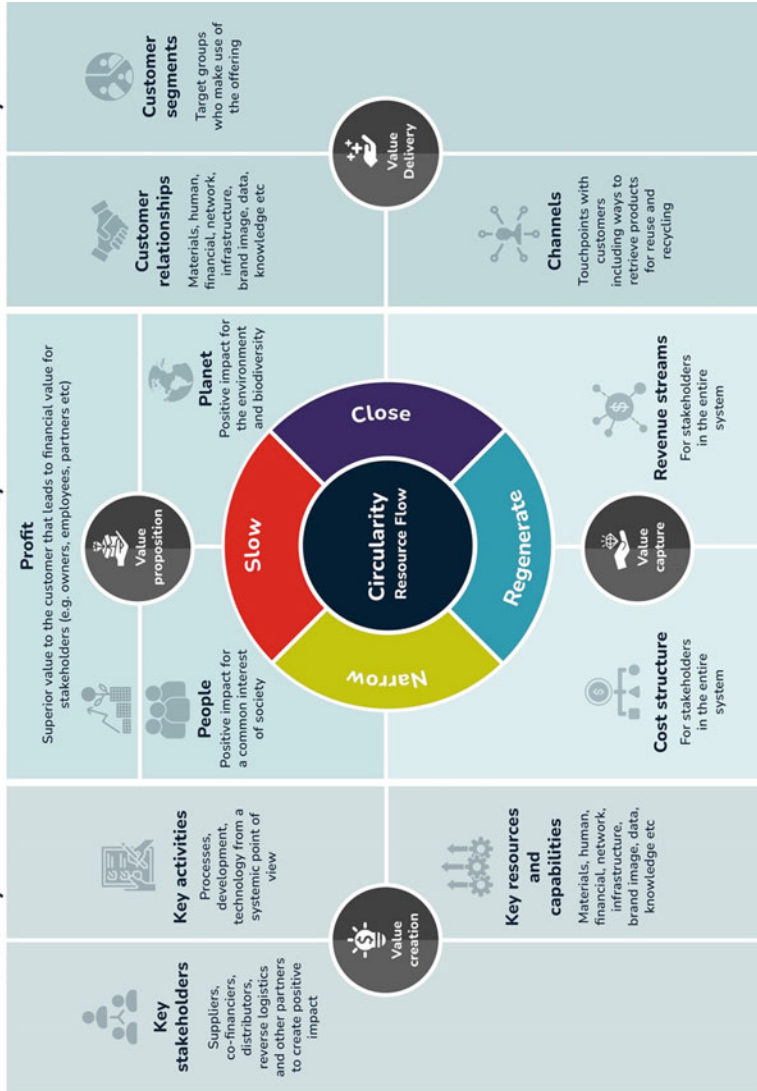 Key
stakeholders
Suppliers,
co-financiers,
distributors,
reverse logistics
and other partners
to create positive
impact
Key activities
Processes,
development,
technology from a
systemic point of
view
Value
creation
Key resources
and
capabilities
Materials, human,
financial, network,
infrastructure,
brand image, data,
knowledge etc
Profit
Superior value to the customer that leads to financial value for
stakeholders (e.g. owners, employees, partners etc)
Value
proposition
People
Positive impact for
a common interest
of society
Planet
Positive impact for
the environment
and biodiversity
Slow
Close
Regenerate
Narrow
Circularity
Resource Flow
Cost structure
For stakeholders
in the entire
system
Value
capture
Revenue streams
For stakeholders
in the entire
system
Customer
relationships
Materials, human,
financial, network,
infrastructure,
brand image, data,
knowledge etc
Customer
segments
Target groups
who make use of
the offering
Value
Delivery
Channels
Touchpoints with
customers
including ways to
retrieve products
for reuse and
recycling